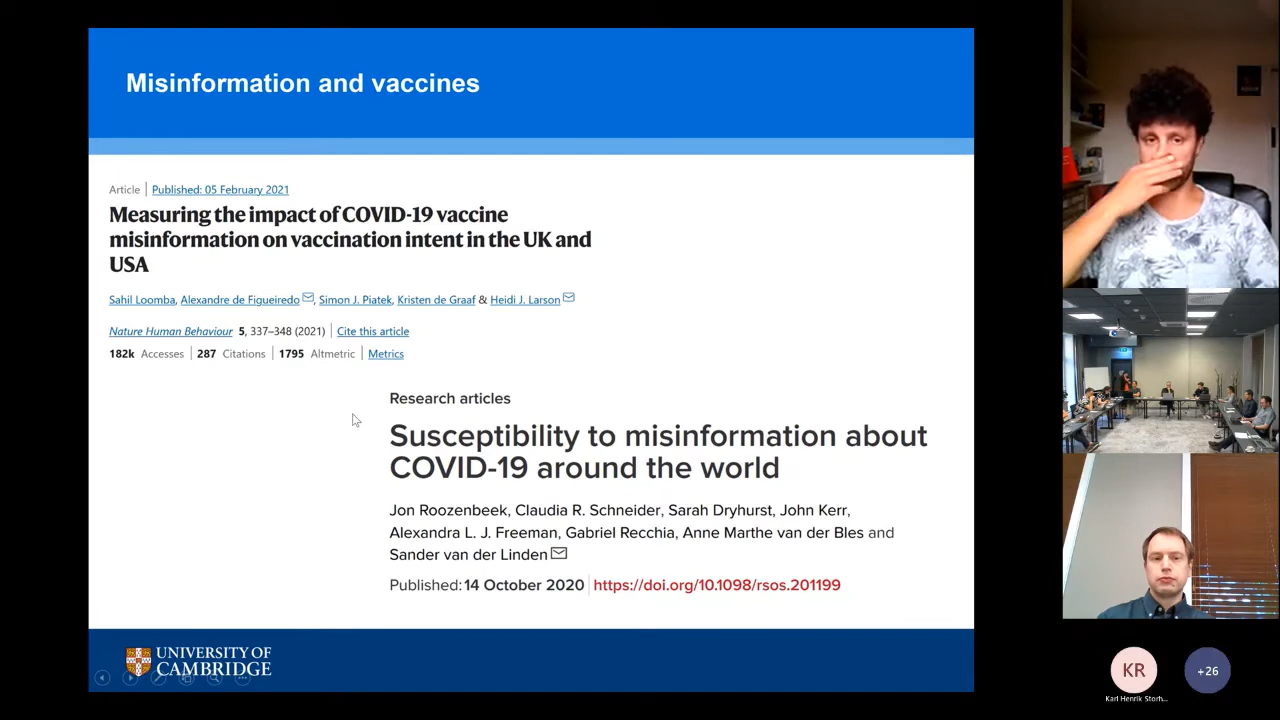 Misinformation and vaccines
Article | Published: 05 February 2021
Measuring the impact of COVID-19 vaccine
misinformation on vaccination intent in the UK and
USA
Sahil Loomba, Alexandre de Figueiredo, Simon J. Piatek, Kristen de Graaf & Heidi J. Larson
Nature Human Behaviour 5, 337–348 (2021) | Cite this article
182k Accesses | 287 Citations | 1795 Altmetric | Metrics
Research articles
Susceptibility to misinformation about
COVID-19 around the world
Jon Roozenbeek, Claudia R. Schneider, Sarah Dryhurst, John Kerr,
Alexandra L. J. Freeman, Gabriel Recchia, Anne Marthe van der Bles and
Sander van der Linden
Published: 14 October 2020 | https://doi.org/10.1098/rsos.201199
UNIVERSITY OF
CAMBRIDGE
KR
+26
Karl Henrik Storh...